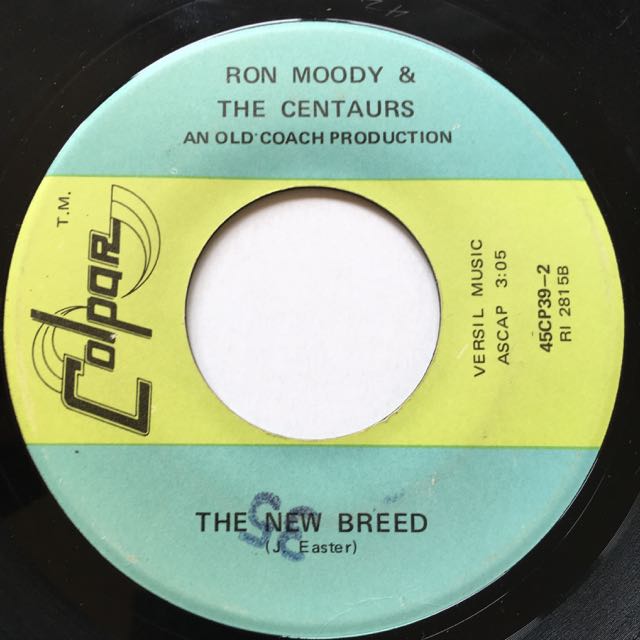 RON MOODY &
THE CENTAURS
AN OLD COACH PRODUCTION
T.M.
Colpar
VERSIL MUSIC
ASCAP 3:05
45CP39-2
RI 2815B
THE NEW BREED
(J. Easter)